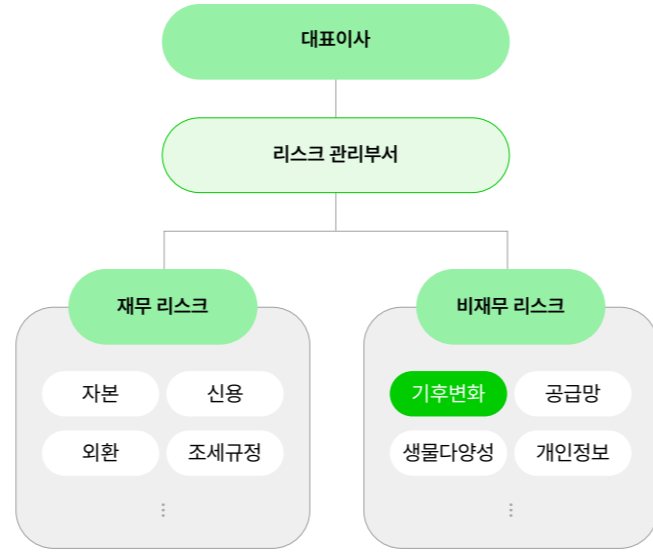 대표이사
리스크 관리부서
재무 리스크
비재무 리스크
자본
신용
외환
조세규정
기후변화
공급망
생물다양성
개인정보